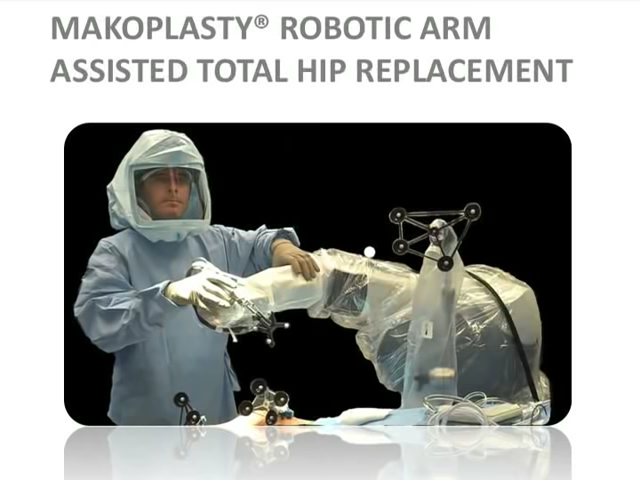 MAKOPLASTY® ROBOTIC ARM
ASSISTED TOTAL HIP REPLACEMENT